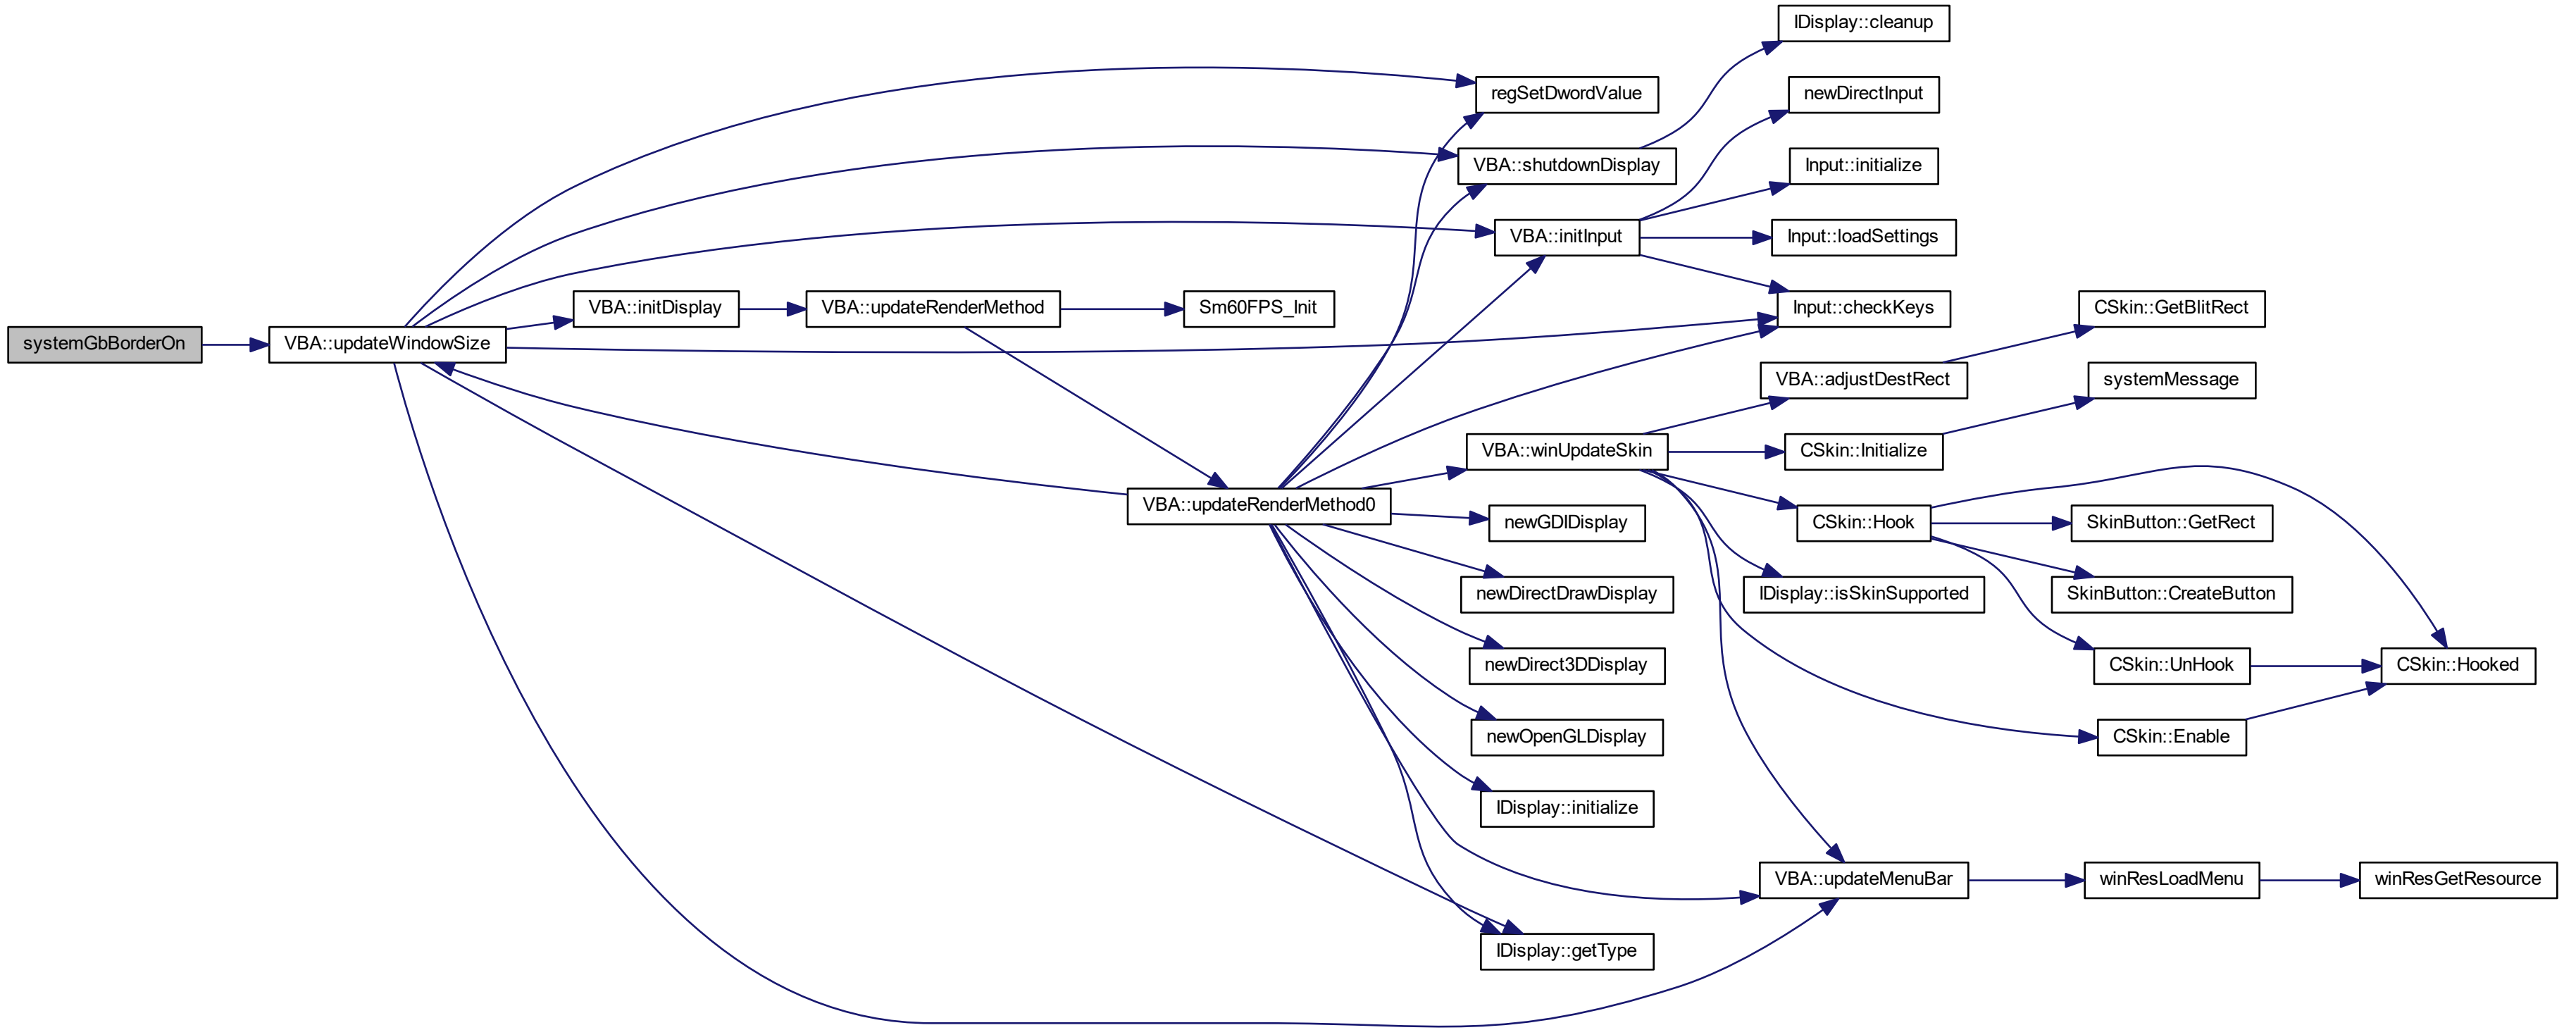 IDisplay::cleanup
regSetDwordValue
newDirectInput
VBA::shutdownDisplay
Input::initialize
VBA::initInput
Input::loadSettings
VBA::initDisplay
VBA::updateRenderMethod
Sm60FPS_Init
Input::checkKeys
CSkin::GetBlitRect
systemGbBorderOn
VBA::updateWindowSize
VBA::adjustDestRect
systemMessage
VBA::winUpdateSkin
CSkin::Initialize
VBA::updateRenderMethod0
newGDIDisplay
CSkin::Hook
SkinButton::GetRect
newDirectDrawDisplay
IDisplay::isSkinSupported
SkinButton::CreateButton
newDirect3DDisplay
CSkin::UnHook
CSkin::Hooked
newOpenGLDisplay
CSkin::Enable
IDisplay::initialize
VBA::updateMenuBar
winResLoadMenu
winResGetResource
IDisplay::getType